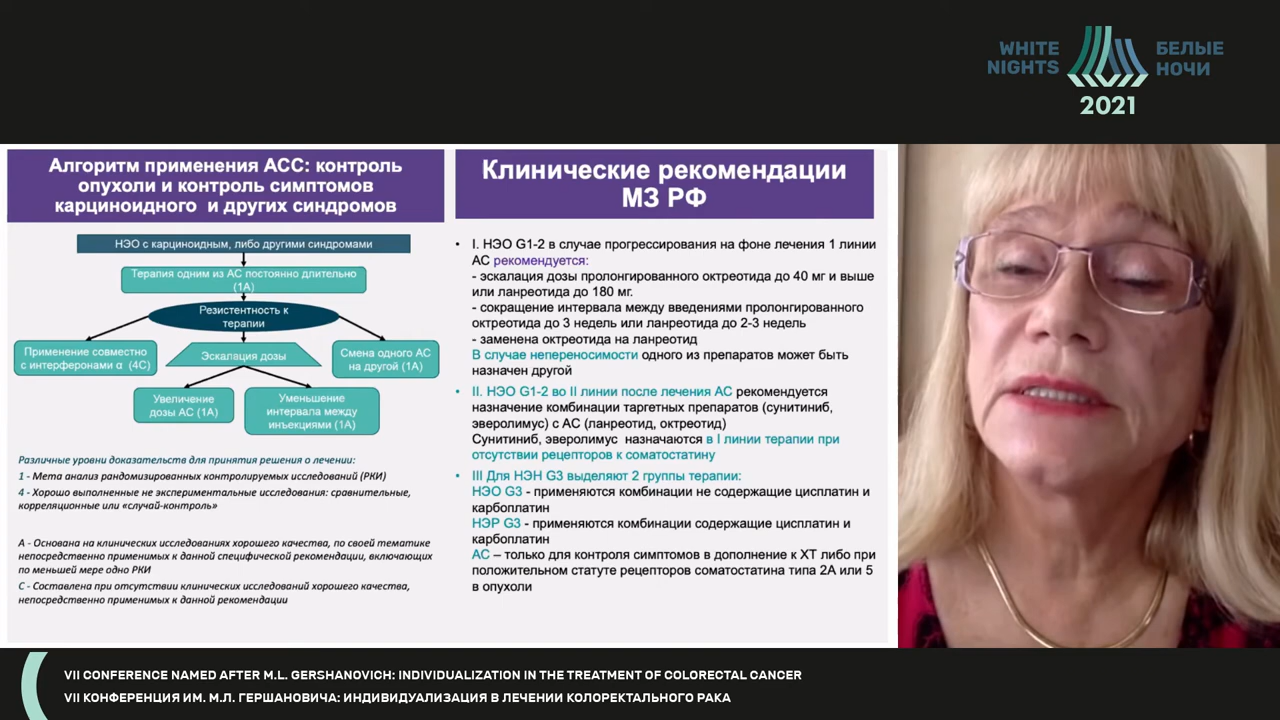 WHITE
NIGHTS
БЕЛЫЕ
НОЧИ
2021
Алгоритм применения АСС: контроль
опухоли и контроль симптомов
карциноидного и других синдромов
НЭО с карциноидным, либо другими синдромами
Терапия одним из АС постоянно длительно
(1А)
Резистентность к
терапии
Применение совместно
с интерферонами α (4С)
Эскалация дозы
Смена одного АС
на другой (1А)
Увеличение
дозы АС (1А)
Уменьшение
интервала между
инъекциями (1А)
Различные уровни доказательств для принятия решения о лечении:
1 - Мета анализ рандомизированных контролируемых исследований (РКИ)
4 - Хорошо выполненные не экспериментальные исследования: сравнительные,
корреляционные или «случай-контроль»
А - Основана на клинических исследованиях хорошего качества, по своей тематике
непосредственно применимых к данной специфической рекомендации, включающих
по меньшей мере одно РКИ
С - Составлена при отсутствии клинических исследований хорошего качества,
непосредственно применимых к данной рекомендации
Клинические рекомендации
МЗ РФ
• I. НЭО G1-2 в случае прогрессирования на фоне лечения 1 линии
АС рекомендуется:
- эскалация дозы пролонгированного октреотида до 40 мг и выше
или ланреотида до 180 мг.
- сокращение интервала между введениями пролонгированного
октреотида до 3 недель или ланреотида до 2-3 недель
- заменена октреотида на ланреотид
В случае непереносимости одного из препаратов может быть
назначен другой
• II. НЭО G1-2 во II линии после лечения АС рекомендуется
назначение комбинации таргетных препаратов (сунитиниб,
эверолимус) с АС (ланреотид, октреотид)
Сунитиниб, эверолимус назначаются в I линии терапии при
отсутствии рецепторов к соматостатину
• III Для НЭН G3 выделяют 2 группы терапии:
НЭО G3 - применяются комбинации не содержащие цисплатин и
карбоплатин
НЭР G3 - применяются комбинации содержащие цисплатин и
карбоплатин
АС – только для контроля симптомов в дополнение к ХТ либо при
положительном статуте рецепторов соматостатина типа 2А или 5
в опухоли
VII CONFERENCE NAMED AFTER M.L. GERSHANOVICH: INDIVIDUALIZATION IN THE TREATMENT OF COLORECTAL CANCER
VII КОНФЕРЕНЦИЯ ИМ. М.Л. ГЕРШАНОВИЧА: ИНДИВИДУАЛИЗАЦИЯ В ЛЕЧЕНИИ КОЛОРЕКТАЛЬНОГО РАКА